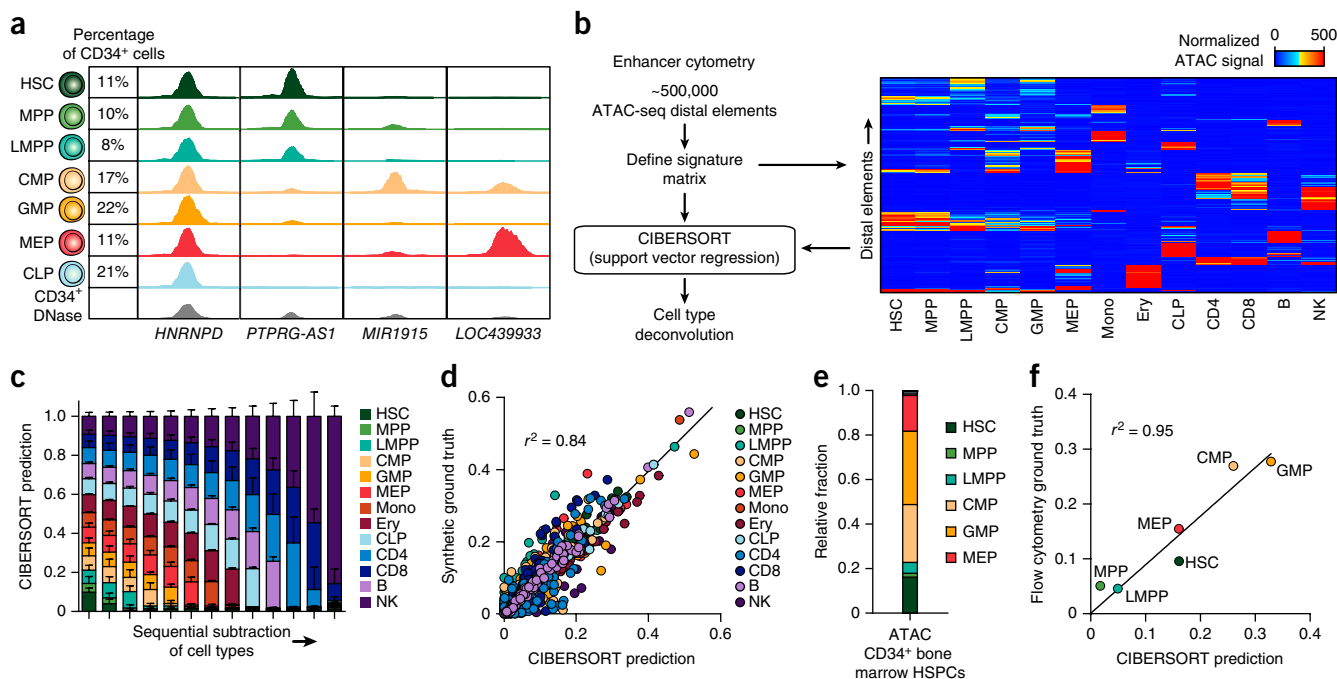 a
Percentage
of CD34+ cells
HSC 11%
MPP 10%
LMPP 8%
CMP 17%
GMP 22%
MEP 11%
CLP 21%
CD34+
DNase
HNRNPD PTPRG-AS1 MIR1915 LOC439933
b
Enhancer cytometry
~500,000
ATAC-seq distal elements
Define signature
matrix
CIBERSORT
(support vector regression)
Cell type
deconvolution
Normalized
ATAC signal
0 500
Distal elements
HSC MPP LMPP CMP GMP MEP Mono Ery CLP CD4 CD8 B NK
c
CIBERSORT prediction
1.0
0.8
0.6
0.4
0.2
0
Sequential subtraction
of cell types
HSC
MPP
LMPP
CMP
GMP
MEP
Mono
Ery
CLP
CD4
CD8
B
NK
d
Synthetic ground truth
0.6
0.4
0.2
0
r2 = 0.84
0 0.2 0.4 0.6
CIBERSORT prediction
HSC
MPP
LMPP
CMP
GMP
MEP
Mono
Ery
CLP
CD4
CD8
B
NK
e
Relative fraction
1.0
0.8
0.6
0.4
0.2
0
ATAC
CD34+ bone
marrow HSPCs
HSC
MPP
LMPP
CMP
GMP
MEP
f
Flow cytometry ground truth
0.4
0.3
0.2
0.1
0
r2 = 0.95
CMP
GMP
MEP
HSC
MPP
LMPP
0 0.1 0.2 0.3 0.4
CIBERSORT prediction